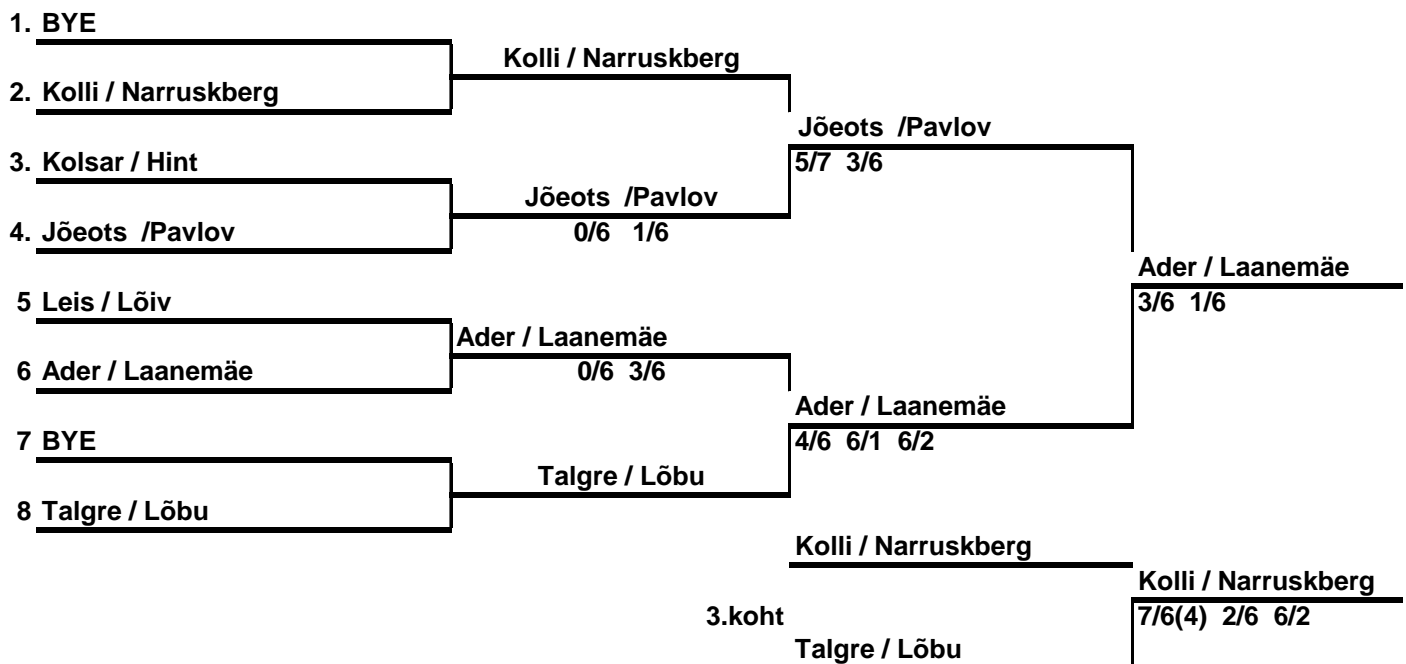 1. BYE
Kolli / Narruskberg
2. Kolli / Narruskberg
Jõeots /Pavlov
3. Kolsar / Hint
5/7 3/6
Jõeots /Pavlov
4. Jõeots /Pavlov
0/6 1/6
Ader / Laanemäe
5 Leis / Lõiv
3/6 1/6
Ader / Laanemäe
6 Ader / Laanemäe
0/6 3/6
Ader / Laanemäe
7 BYE
4/6 6/1 6/2
Talgre / Lõbu
8 Talgre / Lõbu
Kolli / Narruskberg
Kolli / Narruskberg
3.koht
7/6(4) 2/6 6/2
Talgre / Lõbu